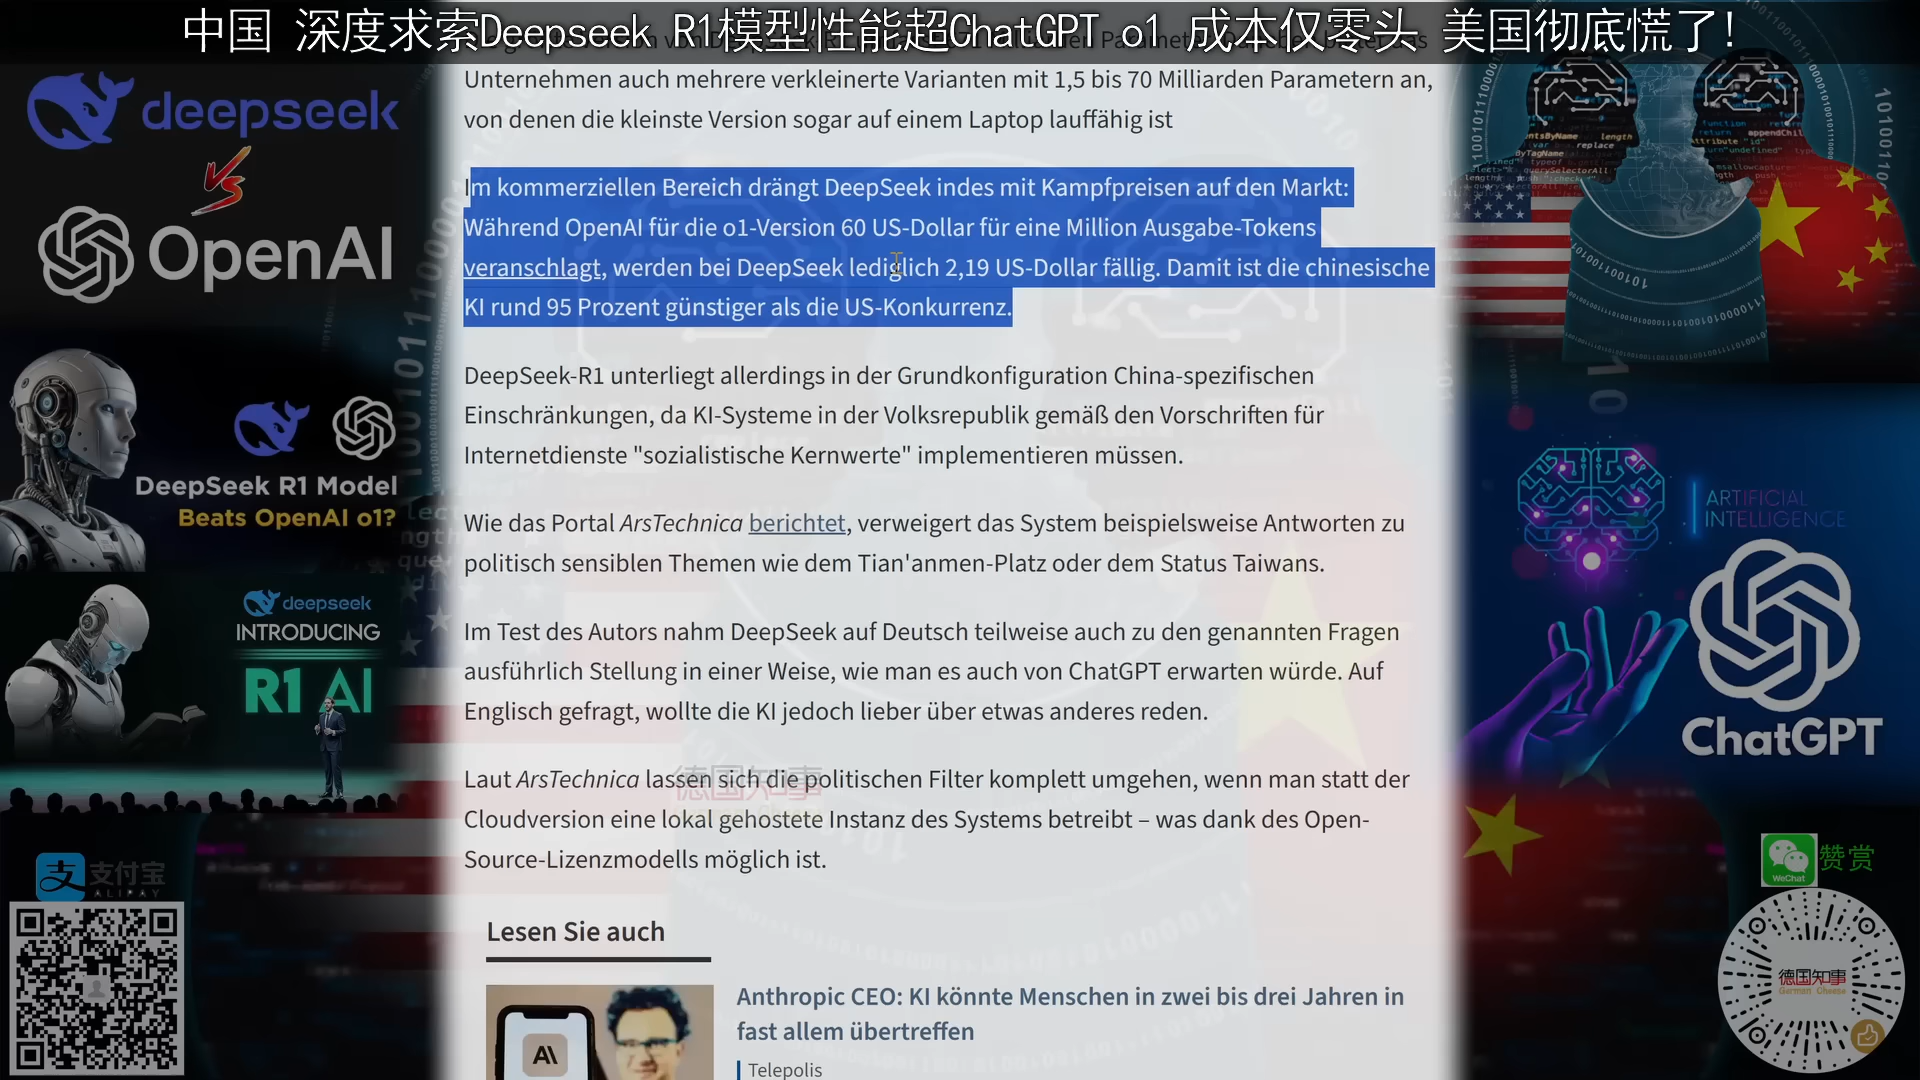 中国 深度求索Deepseek R1模型性能超ChatGPT o1 成本仅零头 美国彻底慌了！
Unternehmen auch mehrere verkleinerte Varianten mit 1,5 bis 70 Milliarden Parametern an,
von denen die kleinste Version sogar auf einem Laptop lauffähig ist
Im kommerziellen Bereich drängt DeepSeek indes mit Kampfpreisen auf den Markt:
Während OpenAI für die o1-Version 60 US-Dollar für eine Million Ausgabe-Tokens
veranschlagt, werden bei DeepSeek lediglich 2,19 US-Dollar fällig. Damit ist die chinesische
KI rund 95 Prozent günstiger als die US-Konkurrenz.
DeepSeek-R1 unterliegt allerdings in der Grundkonfiguration China-spezifischen
Einschränkungen, da KI-Systeme in der Volksrepublik gemäß den Vorschriften für
Internetdienste "sozialistische Kernwerte" implementieren müssen.
Wie das Portal ArsTechnica berichtet, verweigert das System beispielsweise Antworten zu
politisch sensiblen Themen wie dem Tian'anmen-Platz oder dem Status Taiwans.
Im Test des Autors nahm DeepSeek auf Deutsch teilweise auch zu den genannten Fragen
ausführlich Stellung in einer Weise, wie man es auch von ChatGPT erwarten würde. Auf
Englisch gefragt, wollte die KI jedoch lieber über etwas anderes reden.
Laut ArsTechnica lassen sich die politischen Filter komplett umgehen, wenn man statt der
Cloudversion eine lokal gehostete Instanz des Systems betreibt – was dank des Open-
Source-Lizenzmodells möglich ist.
Lesen Sie auch
Anthropic CEO: KI könnte Menschen in zwei bis drei Jahren in
fast allem übertreffen
Telepolis
deepseek
VS
OpenAI
DeepSeek R1 Model
Beats OpenAI o1?
deepseek
INTRODUCING
R1 AI
支付宝
ALIPAY
ARTIFICIAL
INTELLIGENCE
ChatGPT
WeChat
赞赏
德国知事
German Cheese
德国知事